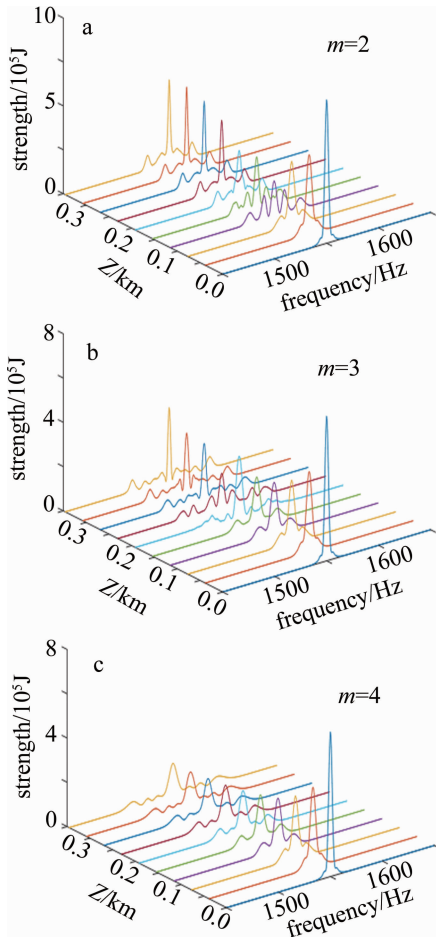 a
m=2
strength/10⁵J
10
5
0
0.3
0.2
0.1
0.0
Z/km
1500
1600
frequency/Hz
b
m=3
strength/10⁵J
8
4
0
0.3
0.2
0.1
0.0
Z/km
1500
1600
frequency/Hz
c
m=4
strength/10⁵J
8
4
0
0.3
0.2
0.1
0.0
Z/km
1500
1600
frequency/Hz